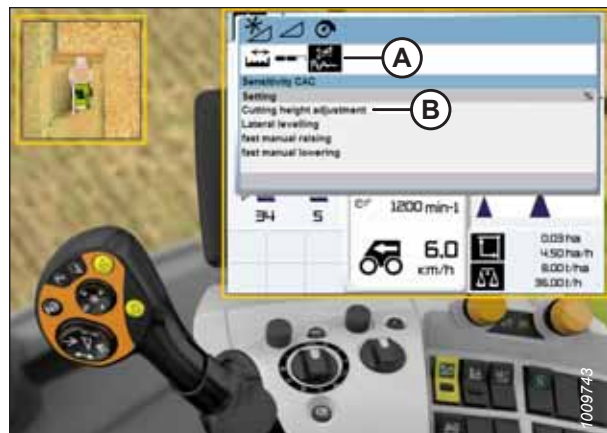 A
Sensitivity CAC
Setting %
Cutting height adjustment
B
Lateral levelling
fast manual raising
fast manual lowering
34 5
1200 min-1
6.0
km/h
0.03 ha
4.50 ha/h
8.00 t/ha
36.00 t/h
1009743